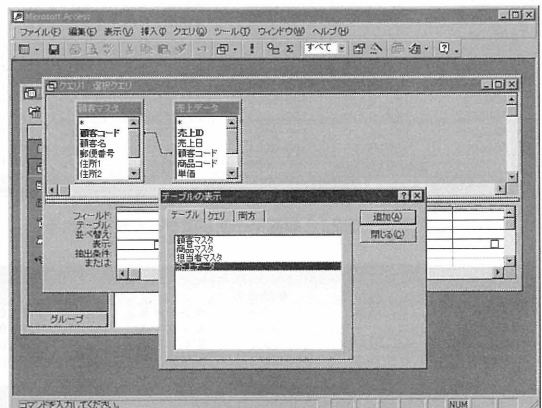 Microsoft Access
ファイル(F) 編集(E) 表示(V) 挿入(I) クエリ(Q) ツール(T) ウィンドウ(W) ヘルプ(H)
すべて
クエリ1 : 選択クエリ
顧客マスタ
*
顧客コード
顧客名
郵便番号
住所1
住所2
売上データ
*
売上ID
売上日
顧客コード
商品コード
単価
フィールド:
テーブル:
並べ替え:
表示:
抽出条件:
または:
グループ
テーブルの表示
テーブル クエリ 両方
顧客マスタ
商品マスタ
担当者マスタ
売上データ
追加(A)
閉じる(C)
コマンドを入力してください。
NUM